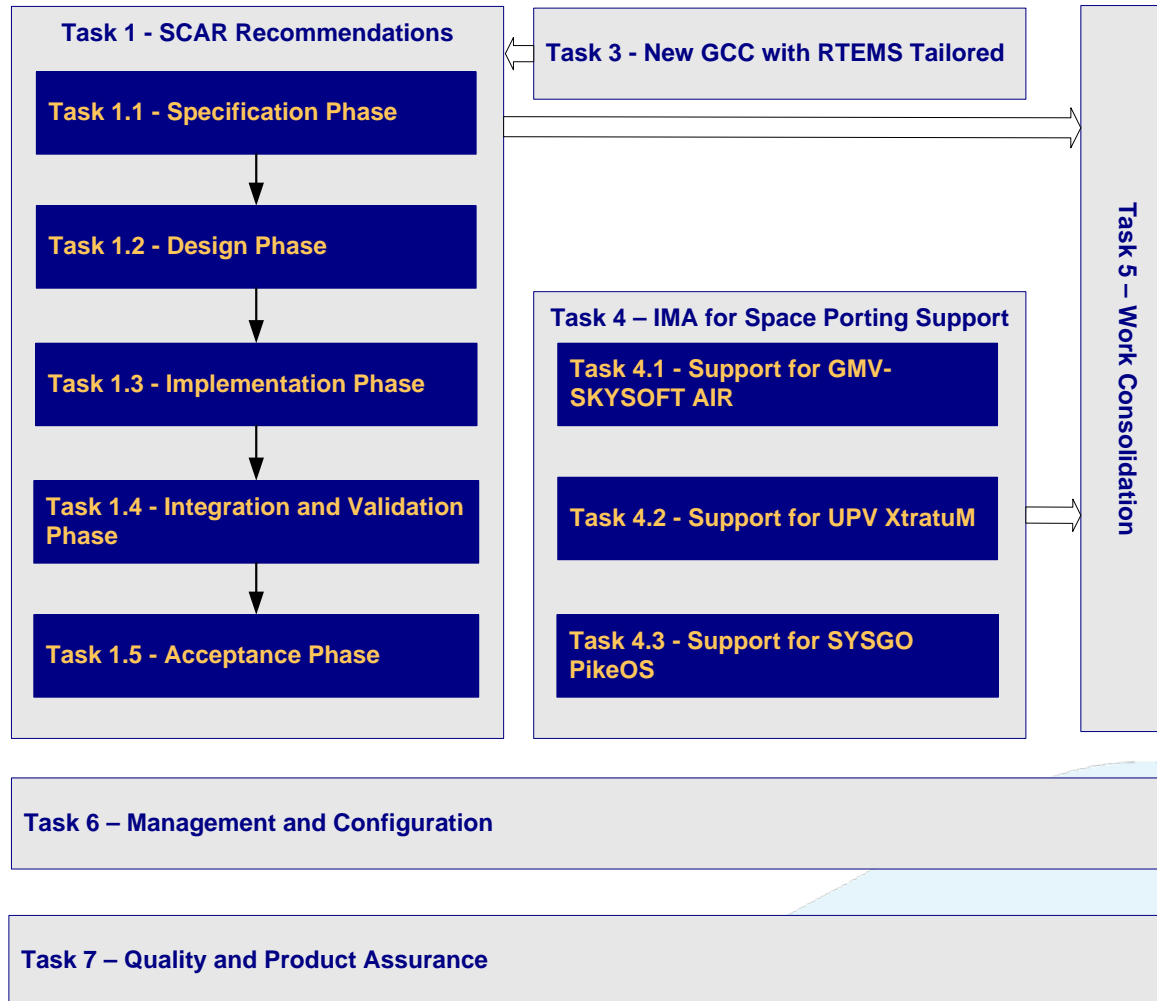 Task 1 - SCAR Recommendations
Task 1.1 - Specification Phase
Task 1.2 - Design Phase
Task 1.3 - Implementation Phase
Task 1.4 - Integration and Validation
Phase
Task 1.5 - Acceptance Phase
Task 3 - New GCC with RTEMS Tailored
Task 4 – IMA for Space Porting Support
Task 4.1 - Support for GMV-
SKYSOFT AIR
Task 4.2 - Support for UPV XtratuM
Task 4.3 - Support for SYSGO
PikeOS
Task 5 – Work Consolidation
Task 6 – Management and Configuration
Task 7 – Quality and Product Assurance